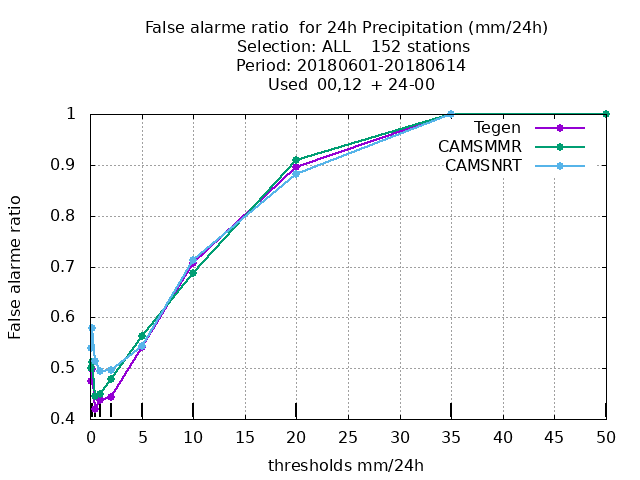 False alarme ratio  for 24h Precipitation (mm/24h)
Selection: ALL    152 stations
Period: 20180601-20180614
Used  00,12  + 24-00
Tegen
CAMSMMR
CAMSNRT
False alarme ratio
1
0.9
0.8
0.7
0.6
0.5
0.4
0 5 10 15 20 25 30 35 40 45 50
thresholds mm/24h